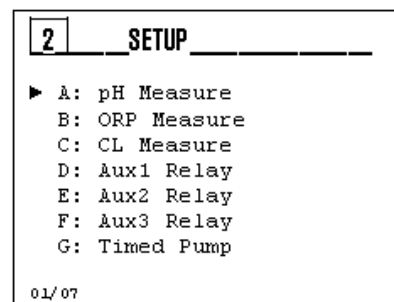 2 SETUP
▶ A: pH Measure
B: ORP Measure
C: CL Measure
D: Aux1 Relay
E: Aux2 Relay
F: Aux3 Relay
G: Timed Pump
01/07